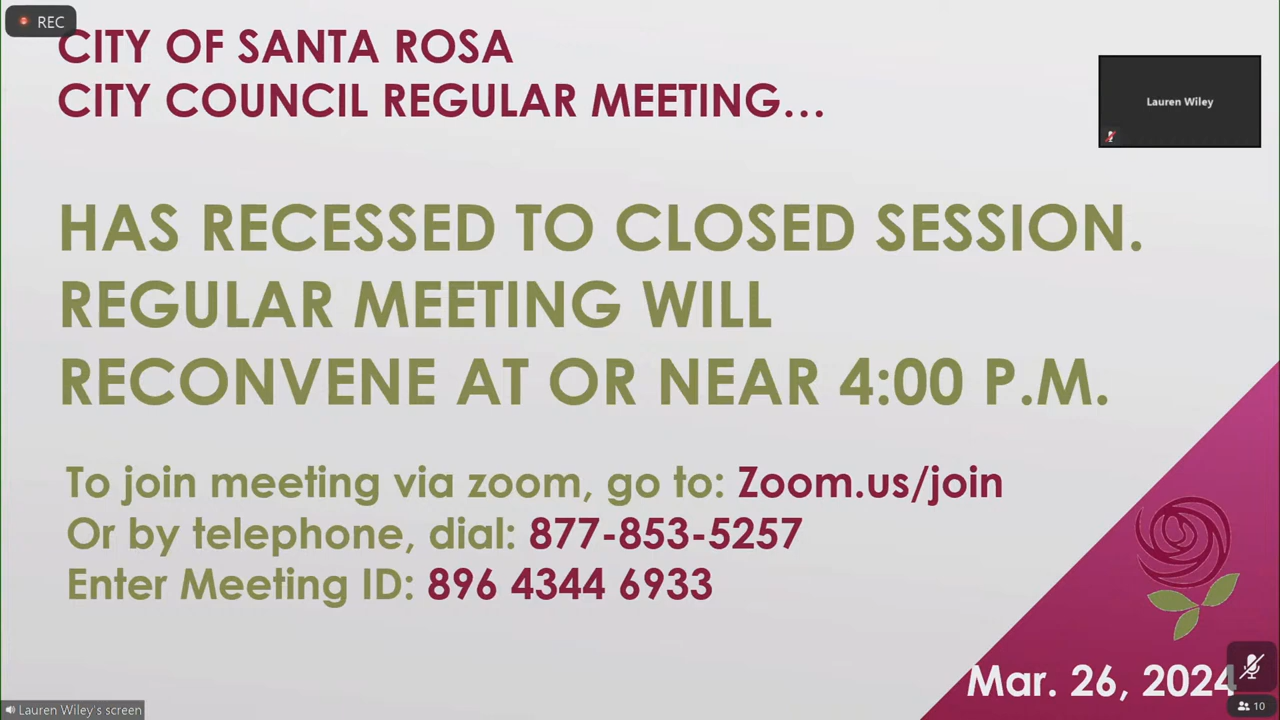 REC
CITY OF SANTA ROSA
CITY COUNCIL REGULAR MEETING…
Lauren Wiley
HAS RECESSED TO CLOSED SESSION.
REGULAR MEETING WILL
RECONVENE AT OR NEAR 4:00 P.M.
To join meeting via zoom, go to: Zoom.us/join
Or by telephone, dial: 877-853-5257
Enter Meeting ID: 896 4344 6933
Mar. 26, 2024
Lauren Wiley's screen
10